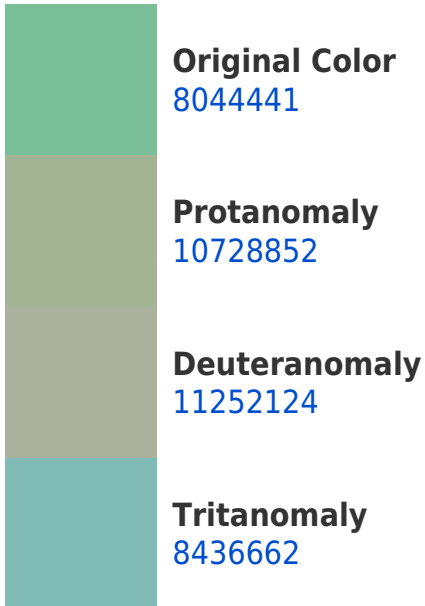 Original Color
8044441
Protanomaly
10728852
Deuteranomaly
11252124
Tritanomaly
8436662